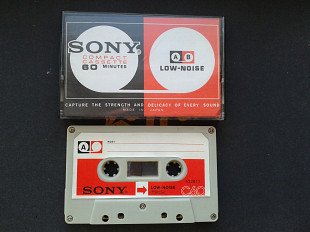 SONY
COMPACT
CASSETTE
60 MINUTES
A B
LOW-NOISE
CAPTURE THE STRENGTH AND DELICACY OF EVERY SOUND
MADE IN JAPAN
A
SONY
LOW-NOISE
C60